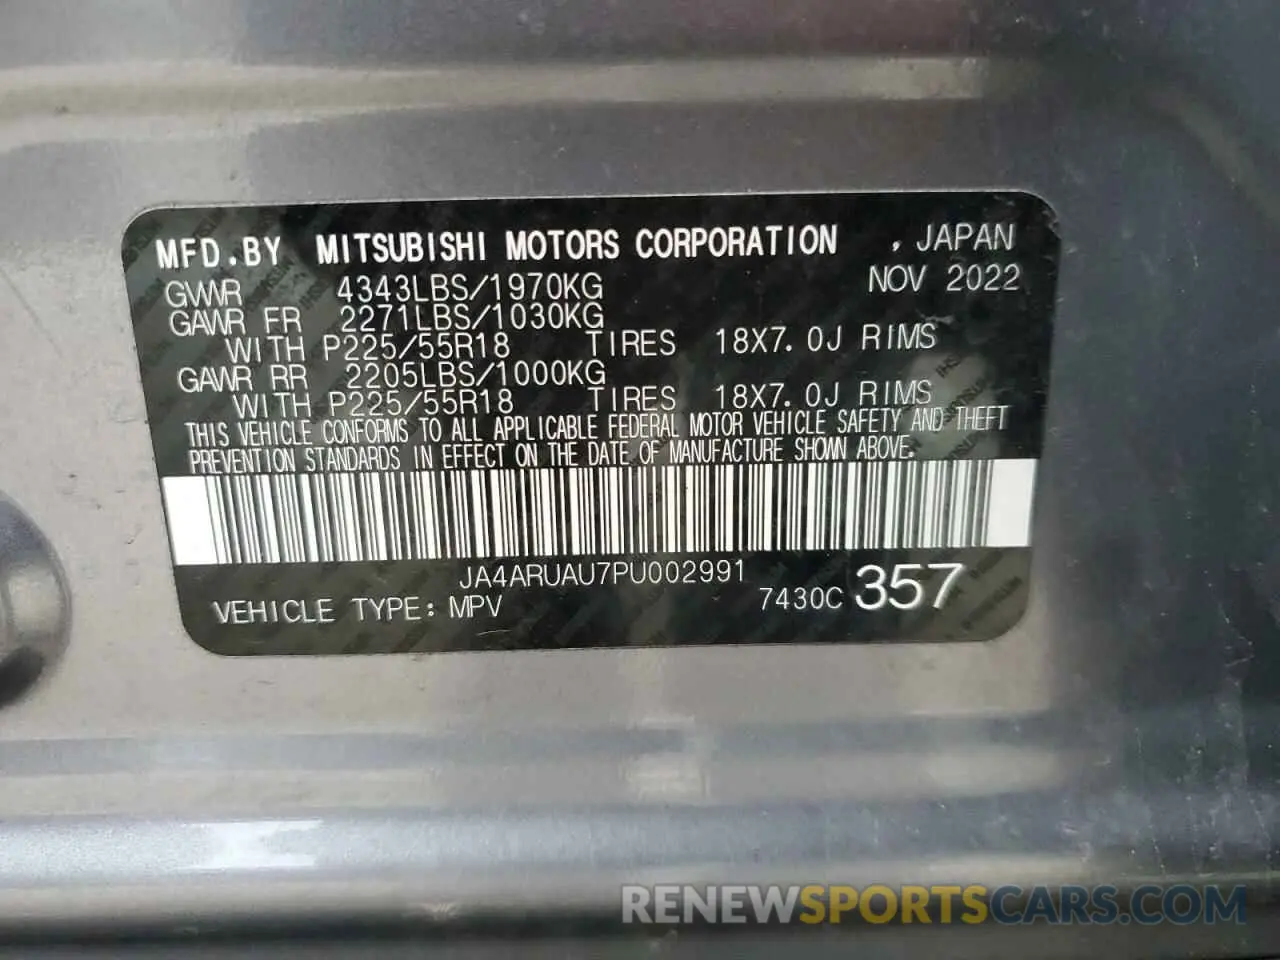 MFD.BY MITSUBISHI MOTORS CORPORATION , JAPAN
GVWR 4343LBS/1970KG NOV 2022
GAWR FR 2271LBS/1030KG
WITH P225/55R18 TIRES 18X7.0J RIMS
GAWR RR 2205LBS/1000KG
WITH P225/55R18 TIRES 18X7.0J RIMS
THIS VEHICLE CONFORMS TO ALL APPLICABLE FEDERAL MOTOR VEHICLE SAFETY AND THEFT
PREVENTION STANDARDS IN EFFECT ON THE DATE OF MANUFACTURE SHOWN ABOVE.
JA4ARUAU7PU002991
VEHICLE TYPE: MPV 7430C 357
RENEWSPORTSCARS.COM